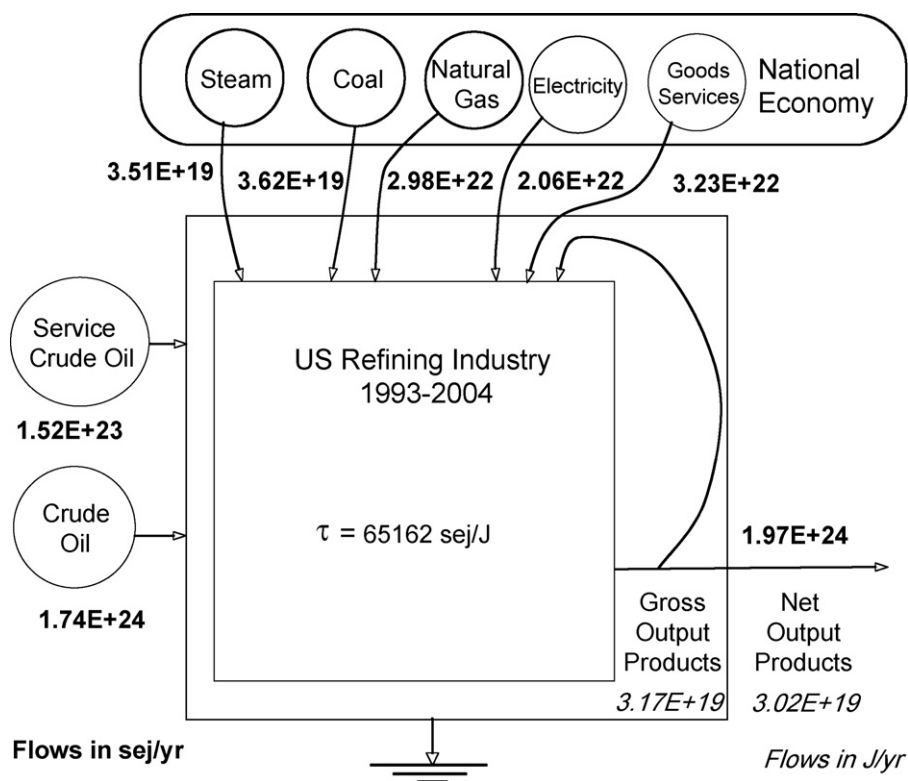 Steam
Coal
Natural
Gas
Electricity
Goods
Services
National
Economy
3.51E+19
3.62E+19
2.98E+22
2.06E+22
3.23E+22
Service
Crude Oil
1.52E+23
US Refining Industry
1993-2004
Crude
Oil
1.74E+24
τ = 65162 sej/J
1.97E+24
Gross
Output
Products
3.17E+19
Net
Output
Products
3.02E+19
Flows in sej/yr
Flows in J/yr